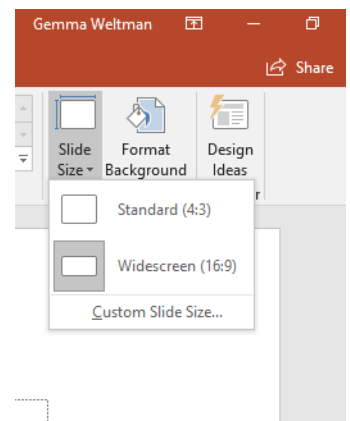 Gemma Weltman
Share
Slide Size
Format Background
Design Ideas
r
Standard (4:3)
Widescreen (16:9)
Custom Slide Size...